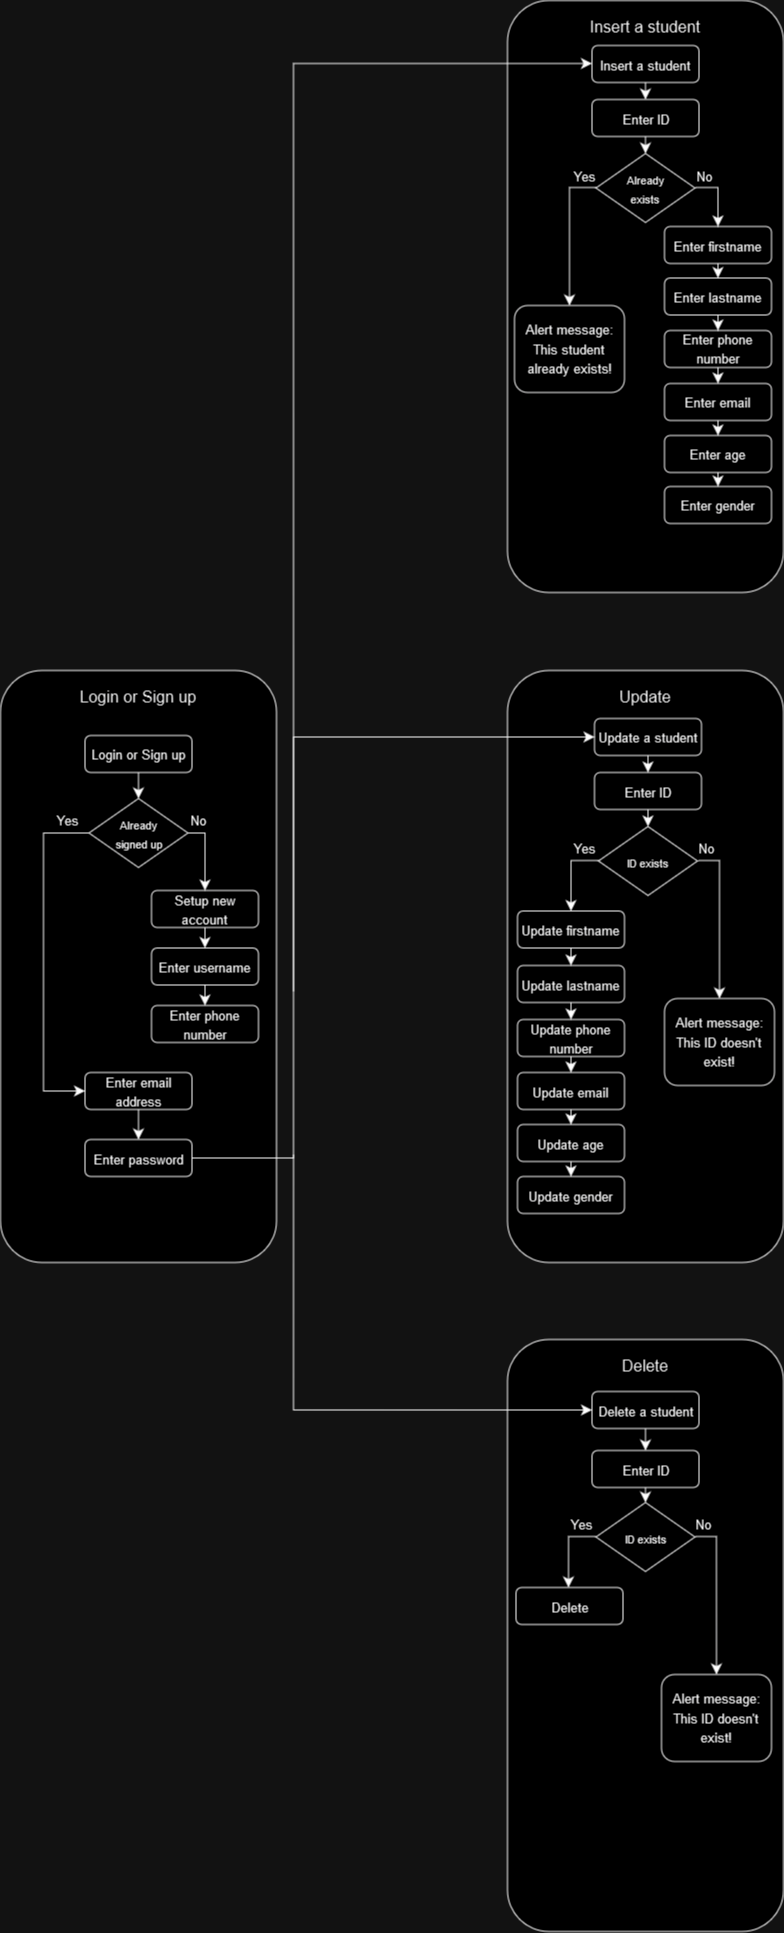 Insert a student
Insert a student
Enter ID
Already
exists
Yes
No
Enter firstname
Enter lastname
Enter phone
number
Enter email
Enter age
Enter gender
Alert message:
This student
already exists!
Login or Sign up
Login or Sign up
Already
signed up
Yes
No
Setup new
account
Enter username
Enter phone
number
Enter email
address
Enter password
Update
Update a student
Enter ID
ID exists
Yes
No
Update firstname
Update lastname
Update phone
number
Update email
Update age
Update gender
Alert message:
This ID doesn't
exist!
Delete
Delete a student
Enter ID
ID exists
Yes
No
Delete
Alert message:
This ID doesn't
exist!